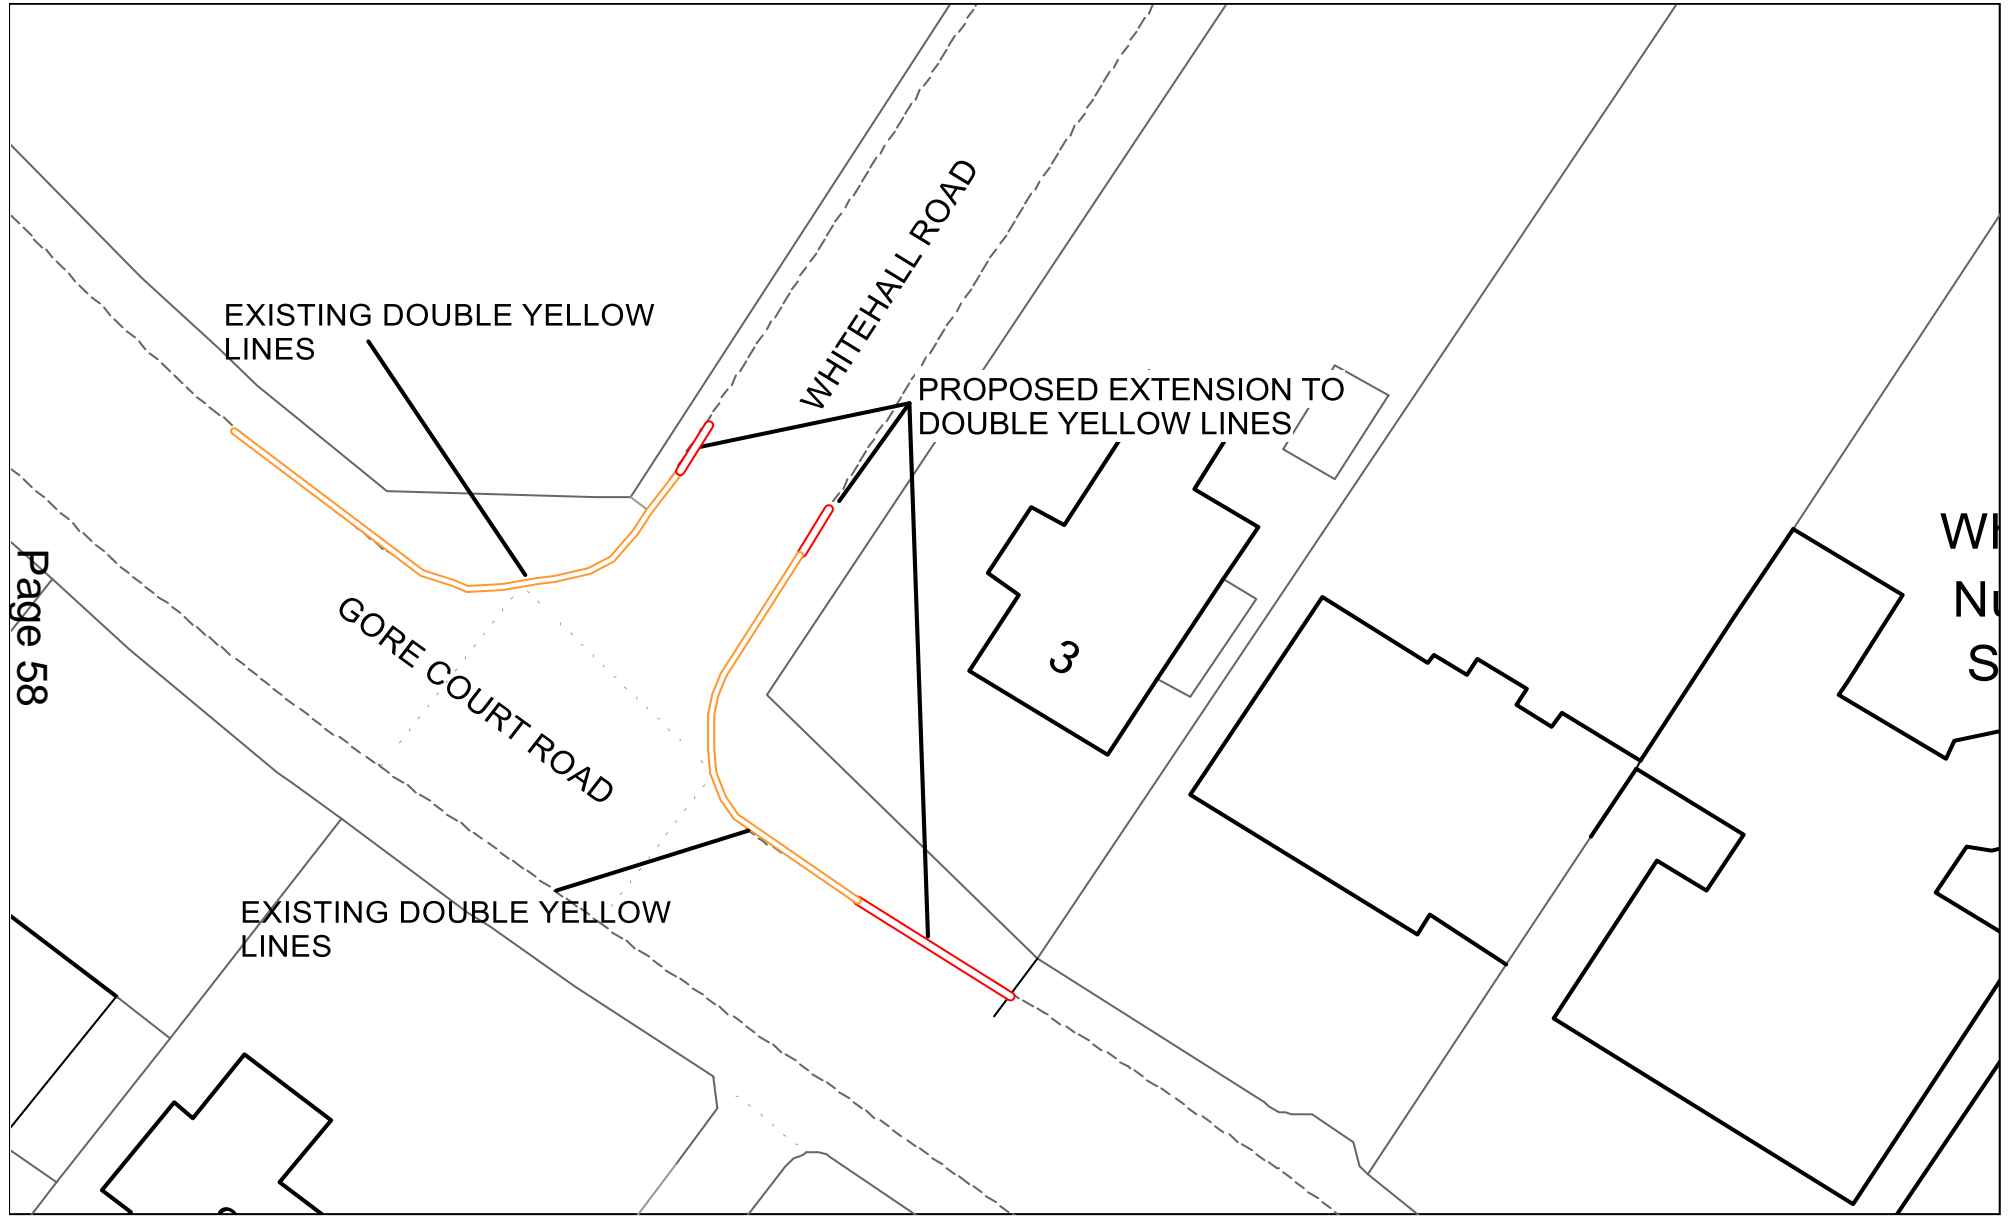 WHITEHALL ROAD
EXISTING DOUBLE YELLOW
LINES
PROPOSED EXTENSION TO
DOUBLE YELLOW LINES
Page 58
GORE COURT ROAD
3
EXISTING DOUBLE YELLOW
LINES